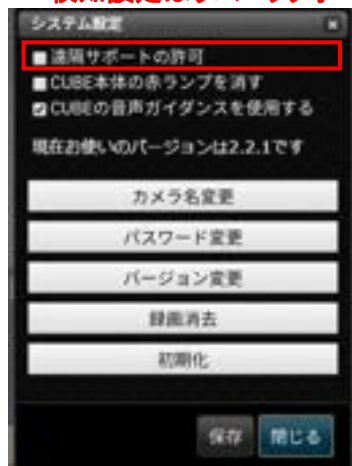 システム設定
遠隔サポートの許可
CUBE本体の赤ランプを消す
CUBEの音声ガイダンスを使用する
現在お使いのバージョンは2.2.1です
カメラ名変更
パスワード変更
バージョン変更
録画消去
初期化
保存 閉じる